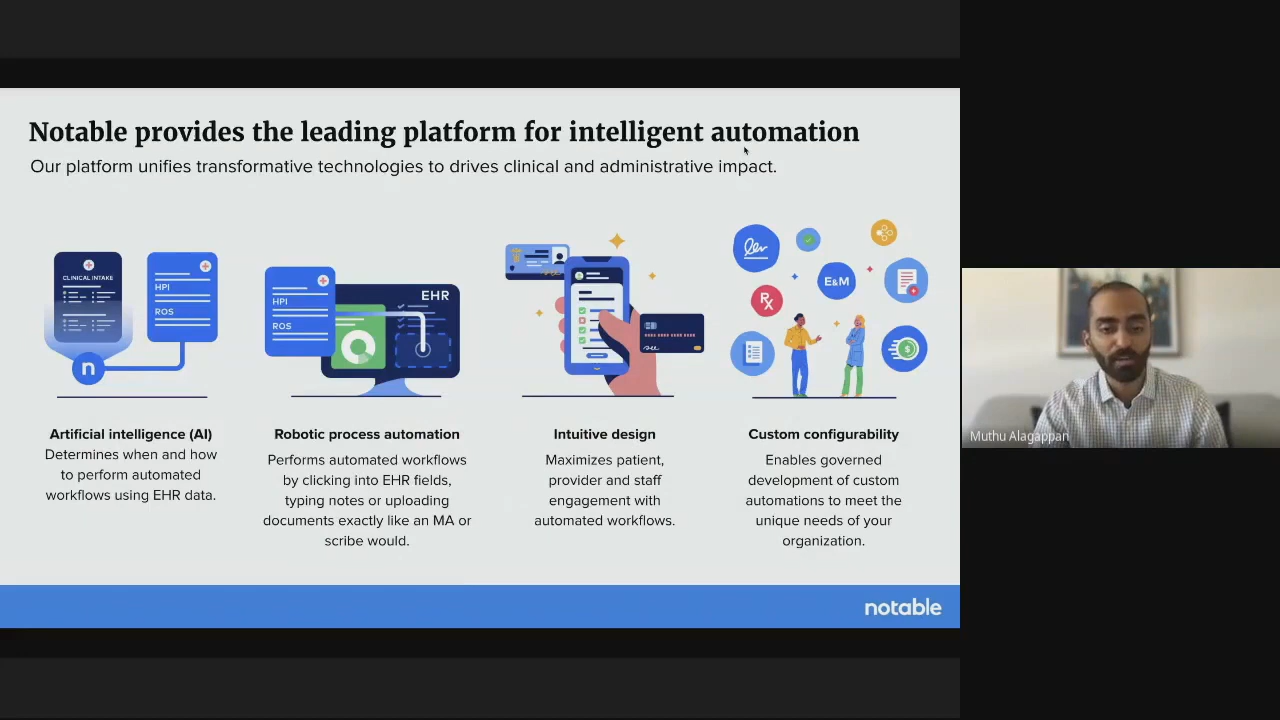 Notable provides the leading platform for intelligent automation
Our platform unifies transformative technologies to drives clinical and administrative impact.
CLINICAL INTAKE
HPI
ROS
n
HPI
ROS
EHR
E&M
Rx
$
Artificial intelligence (AI)
Determines when and how
to perform automated
workflows using EHR data.
Robotic process automation
Performs automated workflows
by clicking into EHR fields,
typing notes or uploading
documents exactly like an MA or
scribe would.
Intuitive design
Maximizes patient,
provider and staff
engagement with
automated workflows.
Custom configurability
Enables governed
development of custom
automations to meet the
unique needs of your
organization.
notable
Muthu Alagappan